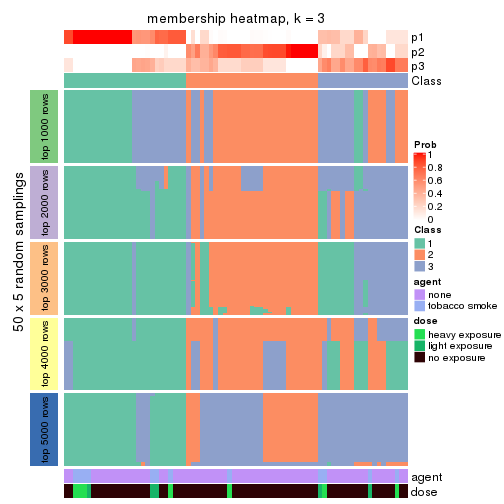 membership heatmap, k = 3
p1
p2
p3
Class
50 x 5 random samplings
top 1000 rows
top 2000 rows
top 3000 rows
top 4000 rows
top 5000 rows
agent
dose
Prob
1
0.8
0.6
0.4
0.2
0
Class
1
2
3
agent
none
tobacco smoke
dose
heavy exposure
light exposure
no exposure